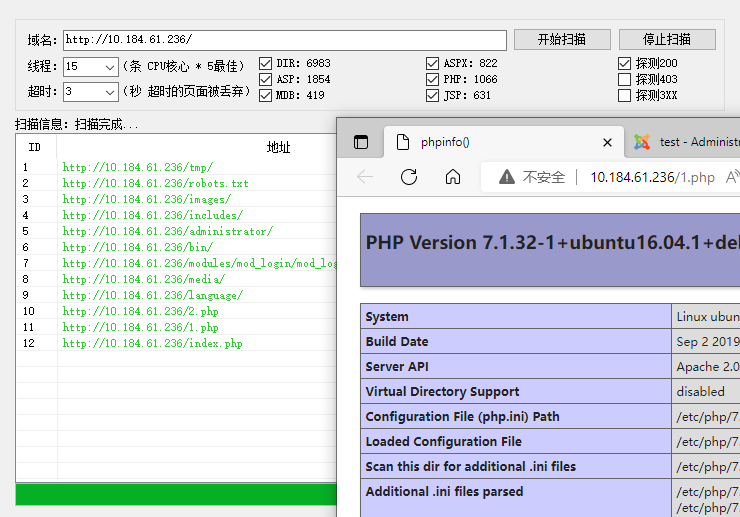 域名: http://10.184.61.236/ 开始扫描 停止扫描
线程: 15 (条 CPU核心 * 5最佳) DIR: 6983 ASPX: 822 探测200
超时: 3 (秒 超时的页面被丢弃) ASP: 1854 PHP: 1066 探测403
MDB: 419 JSP: 631 探测3XX
扫描信息: 扫描完成...
ID 地址
1 http://10.184.61.236/tmp/
2 http://10.184.61.236/robots.txt
3 http://10.184.61.236/images/
4 http://10.184.61.236/includes/
5 http://10.184.61.236/administrator/
6 http://10.184.61.236/bin/
7 http://10.184.61.236/modules/mod_login/mod_log
8 http://10.184.61.236/media/
9 http://10.184.61.236/language/
10 http://10.184.61.236/2.php
11 http://10.184.61.236/1.php
12 http://10.184.61.236/index.php
phpinfo() test - Administr
不安全 10.184.61.236/1.php
PHP Version 7.1.32-1+ubuntu16.04.1+de
System Linux ubun
Build Date Sep 2 2019
Server API Apache 2.0
Virtual Directory Support disabled
Configuration File (php.ini) Path /etc/php/7
Loaded Configuration File /etc/php/7
Scan this dir for additional .ini files /etc/php/7
Additional .ini files parsed /etc/php/7
/etc/php/7